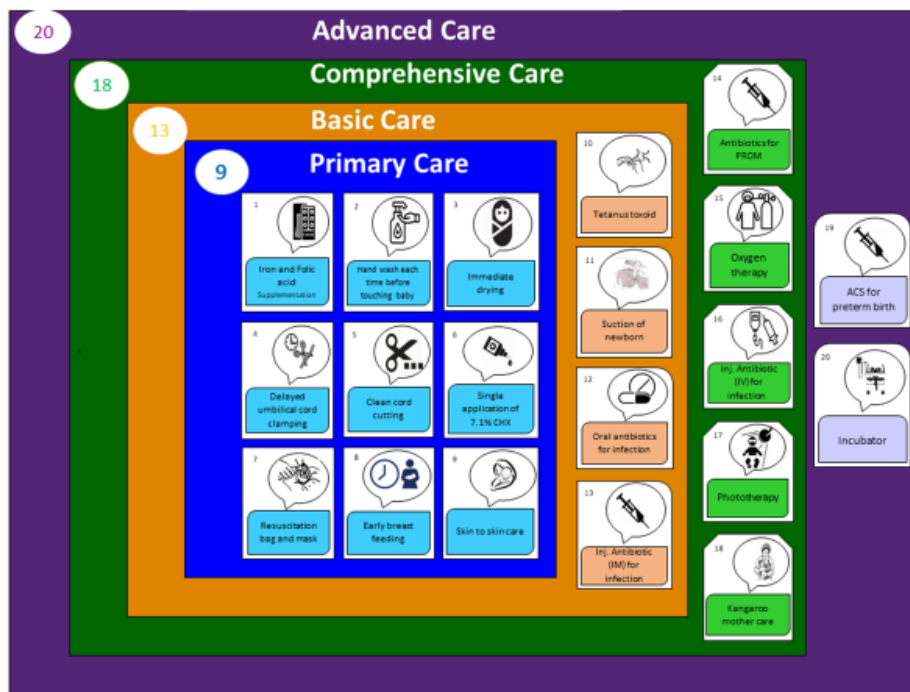 20
Advanced Care
18
Comprehensive Care
13
Basic Care
9
Primary Care
1
Iron and Folic
acid
Supplementation
2
Hand wash each
time before
touching baby
3
Immediate
drying
4
Delayed
umbilical cord
clamping
5
Clean cord
cutting
6
Single
application of
7.1% CHX
7
Resuscitation
bag and mask
8
Early breast
feeding
9
Skin to skin care
10
Tetanus toxoid
11
Suction of
newborn
12
Oral antibiotics
for infection
13
Inj. Antibiotic
(IM) for
infection
14
Antibiotics for
PROM
15
Oxygen
therapy
16
Inj. Antibiotic
(IV) for
infection
17
Phototherapy
18
Kangaroo
mother care
19
ACS for
preterm birth
20
Incubator